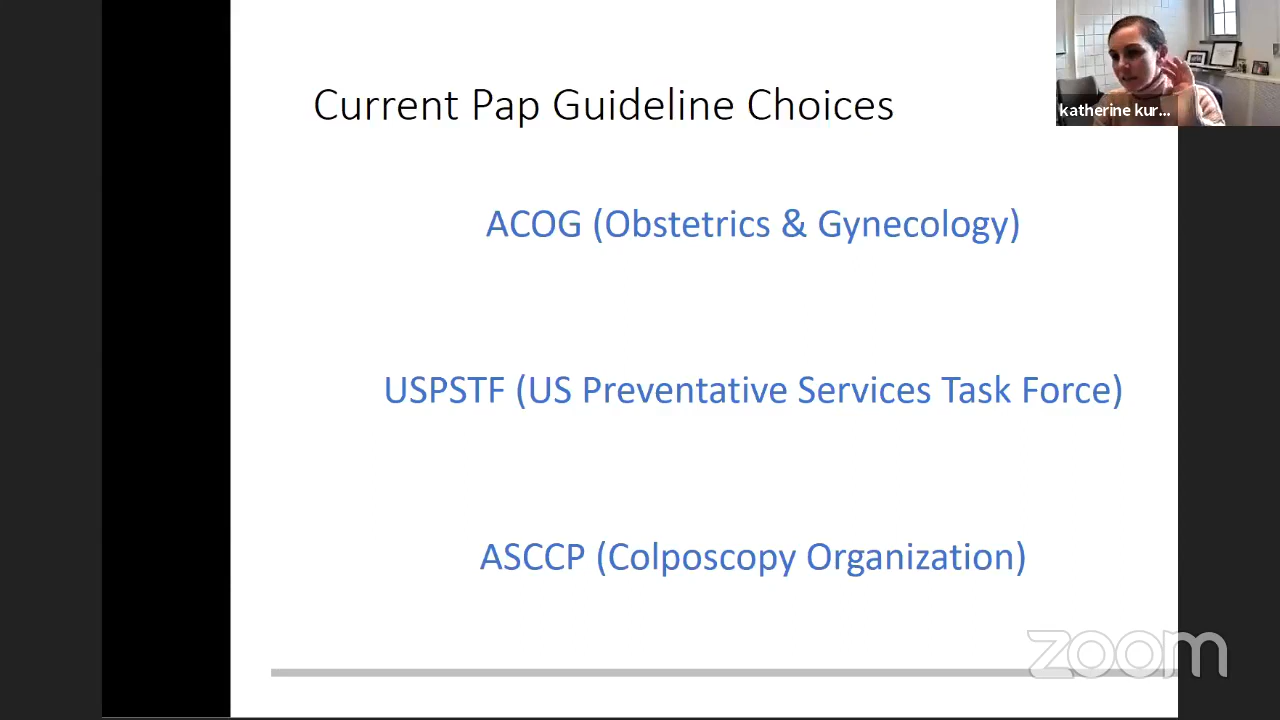 Current Pap Guideline Choices
katherine kur...
ACOG (Obstetrics & Gynecology)
USPSTF (US Preventative Services Task Force)
ASCCP (Colposcopy Organization)
zoom